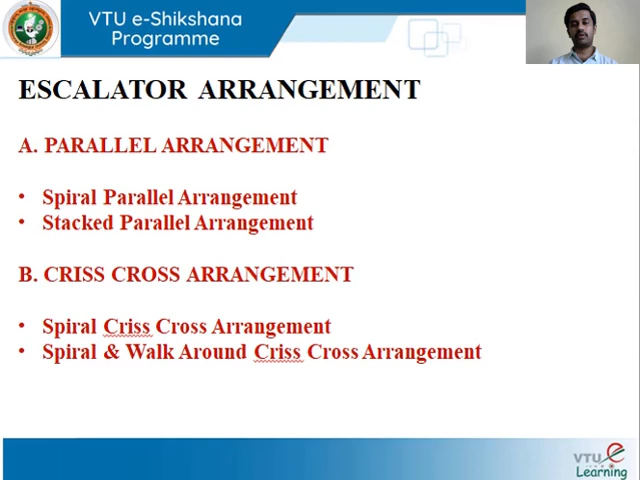 VTU e-Shikshana
Programme
ESCALATOR ARRANGEMENT
A. PARALLEL ARRANGEMENT
• Spiral Parallel Arrangement
• Stacked Parallel Arrangement
B. CRISS CROSS ARRANGEMENT
• Spiral Criss Cross Arrangement
• Spiral & Walk Around Criss Cross Arrangement
VTU e
Learning